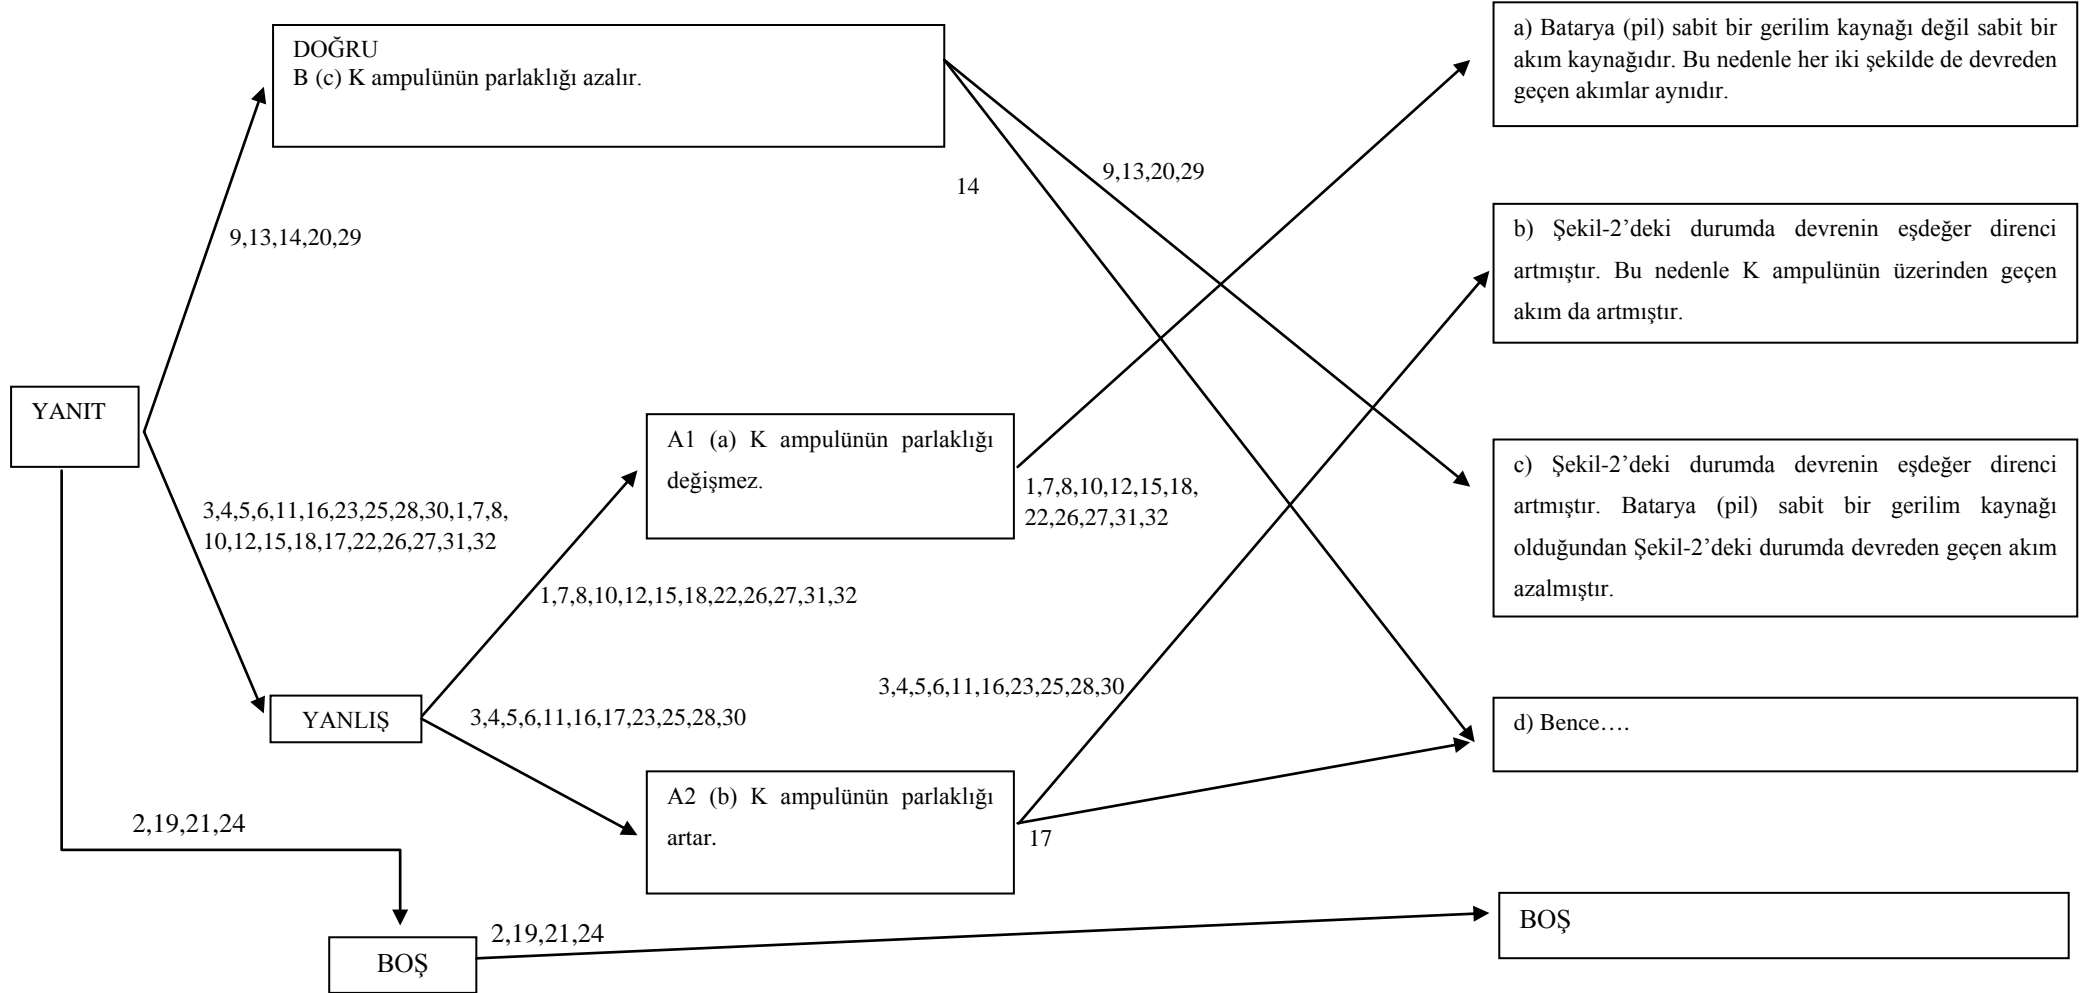 DOĞRU
B (c) K ampulünün parlaklığı azalır.
a) Batarya (pil) sabit bir gerilim kaynağı değil sabit bir
akım kaynağıdır. Bu nedenle her iki şekilde de devreden
geçen akımlar aynıdır.
14
9,13,20,29
9,13,14,20,29
b) Şekil-2’deki durumda devrenin eşdeğer direnci
artmıştır. Bu nedenle K ampulünün üzerinden geçen
akım da artmıştır.
YANIT
A1 (a) K ampulünün parlaklığı
değişmez.
1,7,8,10,12,15,18,
22,26,27,31,32
c) Şekil-2’deki durumda devrenin eşdeğer direnci
artmıştır. Batarya (pil) sabit bir gerilim kaynağı
olduğundan Şekil-2’deki durumda devreden geçen akım
azalmıştır.
3,4,5,6,11,16,23,25,28,30,1,7,8,
10,12,15,18,17,22,26,27,31,32
1,7,8,10,12,15,18,22,26,27,31,32
3,4,5,6,11,16,23,25,28,30
YANLIŞ
3,4,5,6,11,16,17,23,25,28,30
d) Bence….
A2 (b) K ampulünün parlaklığı
artar.
17
2,19,21,24
BOŞ
2,19,21,24
BOŞ